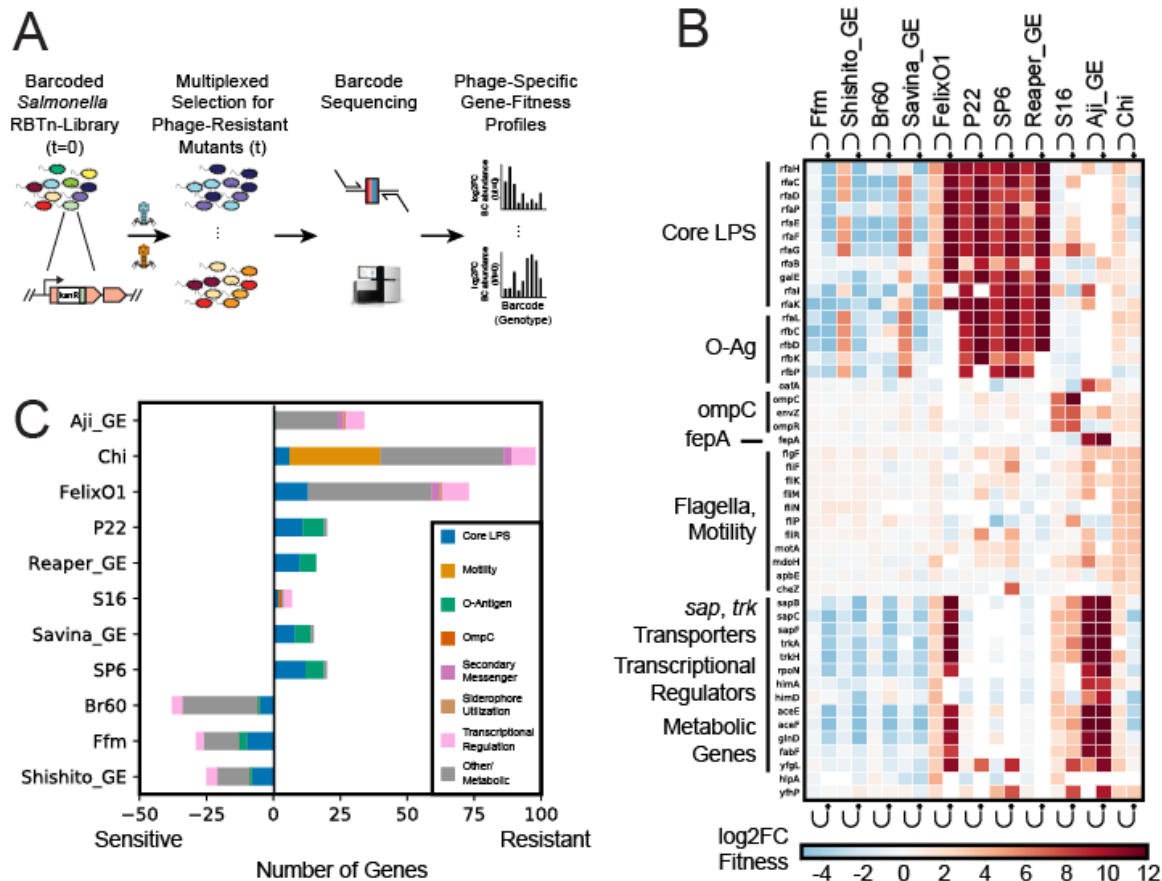 A
Barcoded
Salmonella
RBTn-Library
(t=0)
Multiplexed
Selection for
Phage-Resistant
Mutants (t)
Barcode
Sequencing
Phage-Specific
Gene-Fitness
Profiles
kanR
log2FC
BC abundance
(t/t=0)
log2FC
BC abundance
(t/t=0)
Barcode
(Genotype)
B
Ffm
Shishito_GE
Br60
Savina_GE
FelixO1
P22
SP6
Reaper_GE
S16
Aji_GE
Chi
Core LPS
O-Ag
ompC
fepA
Flagella,
Motility
sap, trk
Transporters
Transcriptional
Regulators
Metabolic
Genes
rfaH
rfaC
rfaD
rfaP
rfaE
rfaF
rfaG
rfaB
galE
rfaI
rfaK
rfaL
rfbC
rfbD
rfbK
rfbP
oafA
ompC
envZ
ompR
fepA
flgF
fliF
fliK
fliM
fliN
fliP
fliR
motA
mdoH
apbE
cheZ
sapB
sapC
sapF
trkA
trkH
rpoN
himA
himD
aceE
aceF
glnD
fabF
yfgL
hlpA
yfhP
log2FC
Fitness
-4
-2
0
2
4
6
8
10
12
C
Aji_GE
Chi
FelixO1
P22
Reaper_GE
S16
Savina_GE
SP6
Br60
Ffm
Shishito_GE
Core LPS
Motility
O-Antigen
OmpC
Secondary
Messenger
Siderophore
Utilization
Transcriptional
Regulation
Other/
Metabolic
−50
−25
0
25
50
75
100
Sensitive
Resistant
Number of Genes